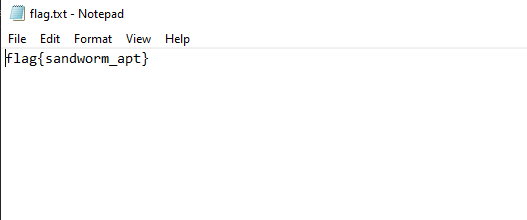 flag.txt - Notepad
File Edit Format View Help
flag{sandworm_apt}